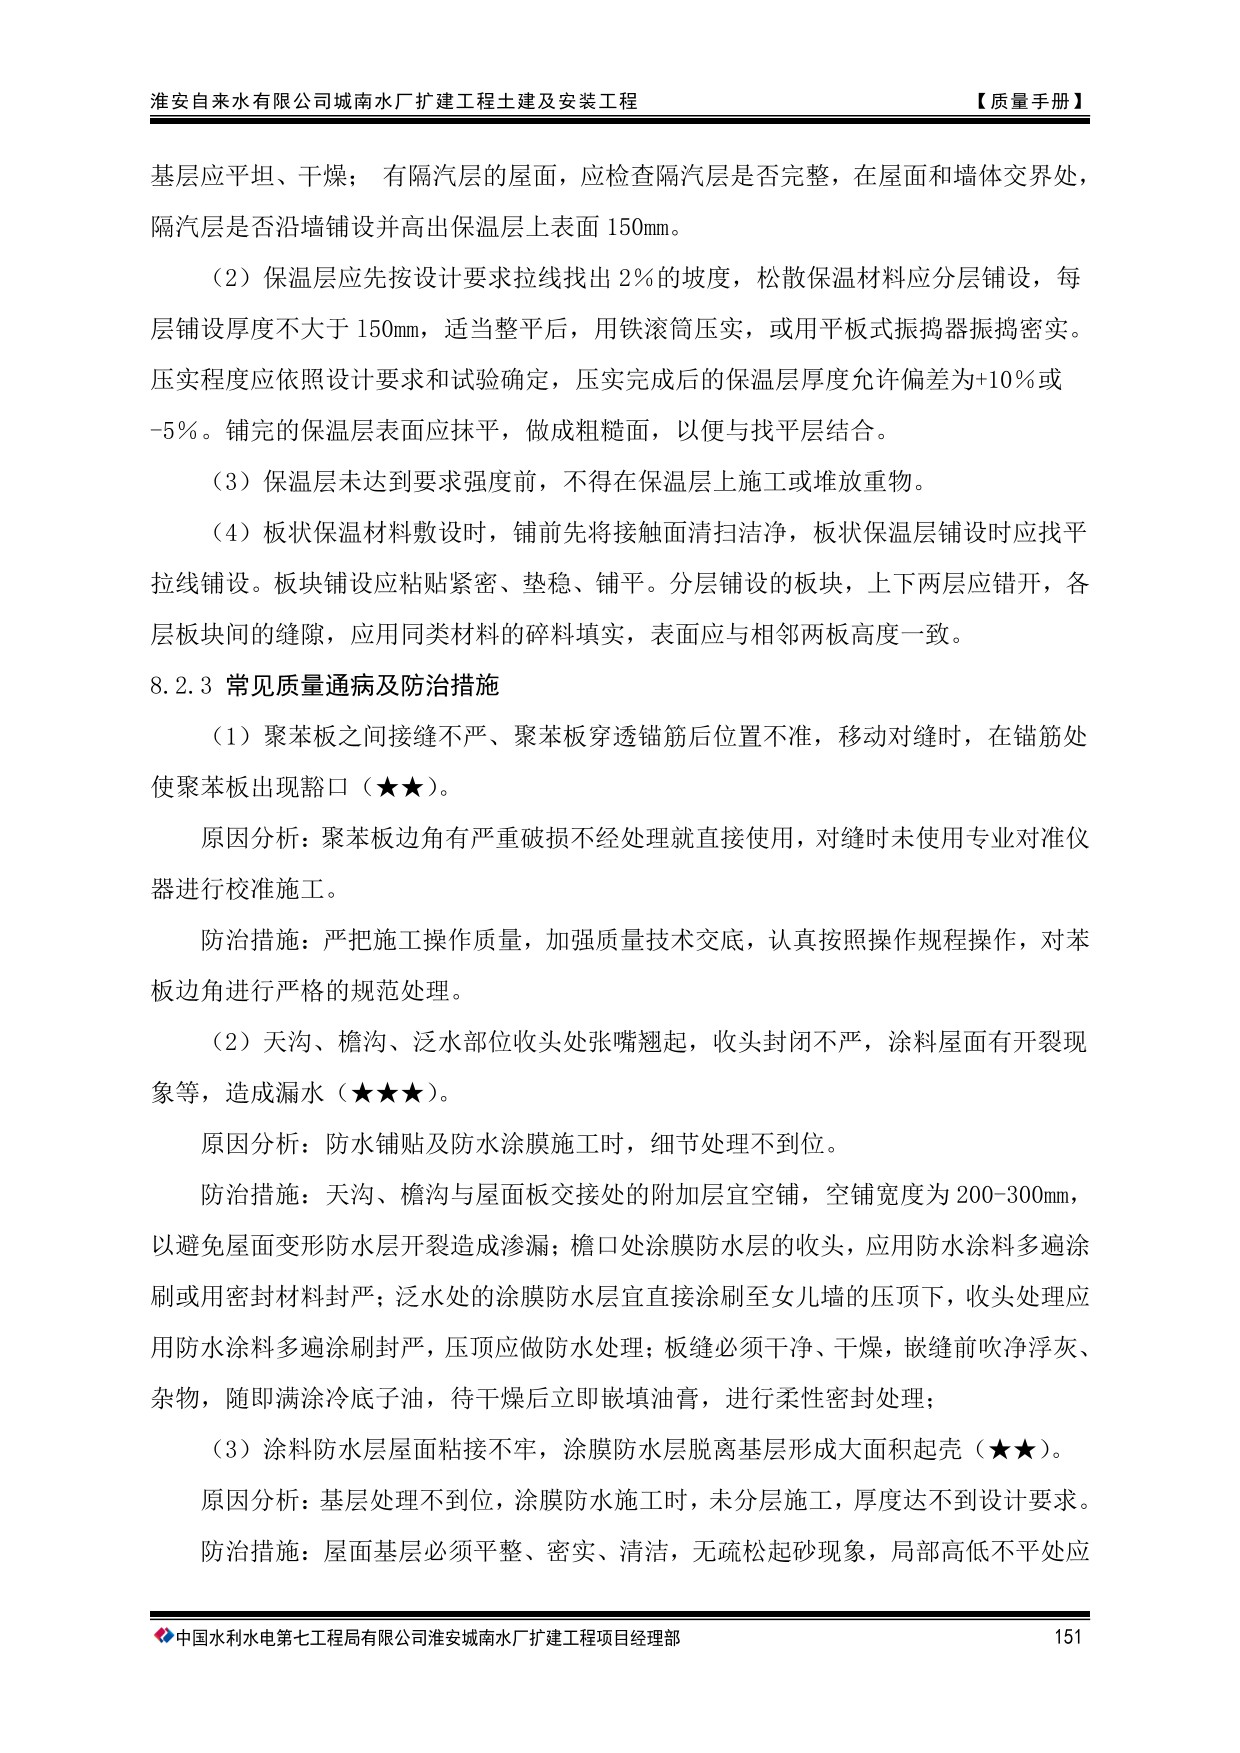 淮安自来水有限公司城南水厂扩建工程土建及安装工程 【质量手册】
基层应平坦、干燥； 有隔汽层的屋面，应检查隔汽层是否完整，在屋面和墙体交界处，
隔汽层是否沿墙铺设并高出保温层上表面 150mm。
（2）保温层应先按设计要求拉线找出 2％的坡度，松散保温材料应分层铺设，每
层铺设厚度不大于 150mm，适当整平后，用铁滚筒压实，或用平板式振捣器振捣密实。
压实程度应依照设计要求和试验确定，压实完成后的保温层厚度允许偏差为+10％或
-5％。铺完的保温层表面应抹平，做成粗糙面，以便与找平层结合。
（3）保温层未达到要求强度前，不得在保温层上施工或堆放重物。
（4）板状保温材料敷设时，铺前先将接触面清扫洁净，板状保温层铺设时应找平
拉线铺设。板块铺设应粘贴紧密、垫稳、铺平。分层铺设的板块，上下两层应错开，各
层板块间的缝隙，应用同类材料的碎料填实，表面应与相邻两板高度一致。
8.2.3 常见质量通病及防治措施
（1）聚苯板之间接缝不严、聚苯板穿透锚筋后位置不准，移动对缝时，在锚筋处
使聚苯板出现豁口（★★）。
原因分析：聚苯板边角有严重破损不经处理就直接使用，对缝时未使用专业对准仪
器进行校准施工。
防治措施：严把施工操作质量，加强质量技术交底，认真按照操作规程操作，对苯
板边角进行严格的规范处理。
（2）天沟、檐沟、泛水部位收头处张嘴翘起，收头封闭不严，涂料屋面有开裂现
象等，造成漏水（★★★）。
原因分析：防水铺贴及防水涂膜施工时，细节处理不到位。
防治措施：天沟、檐沟与屋面板交接处的附加层宜空铺，空铺宽度为 200-300mm，
以避免屋面变形防水层开裂造成渗漏；檐口处涂膜防水层的收头，应用防水涂料多遍涂
刷或用密封材料封严；泛水处的涂膜防水层宜直接涂刷至女儿墙的压顶下，收头处理应
用防水涂料多遍涂刷封严，压顶应做防水处理；板缝必须干净、干燥，嵌缝前吹净浮灰、
杂物，随即满涂冷底子油，待干燥后立即嵌填油膏，进行柔性密封处理；
（3）涂料防水层屋面粘接不牢，涂膜防水层脱离基层形成大面积起壳（★★）。
原因分析：基层处理不到位，涂膜防水施工时，未分层施工，厚度达不到设计要求。
防治措施：屋面基层必须平整、密实、清洁，无疏松起砂现象，局部高低不平处应
中国水利水电第七工程局有限公司淮安城南水厂扩建工程项目经理部 151